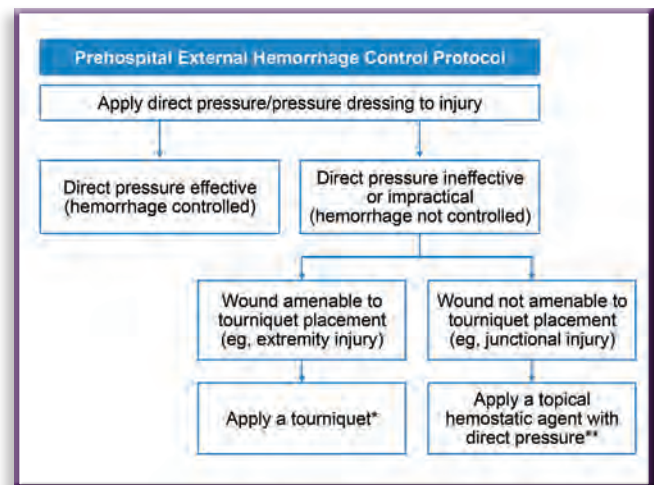 Prehospital External Hemorrhage Control Protocol
Apply direct pressure/pressure dressing to injury
Direct pressure effective
(hemorrhage controlled)
Direct pressure ineffective
or impractical
(hemorrhage not controlled)
Wound amenable to
tourniquet placement
(eg, extremity injury)
Wound not amenable to
tourniquet placement
(eg, junctional injury)
Apply a tourniquet*
Apply a topical
hemostatic agent with
direct pressure**